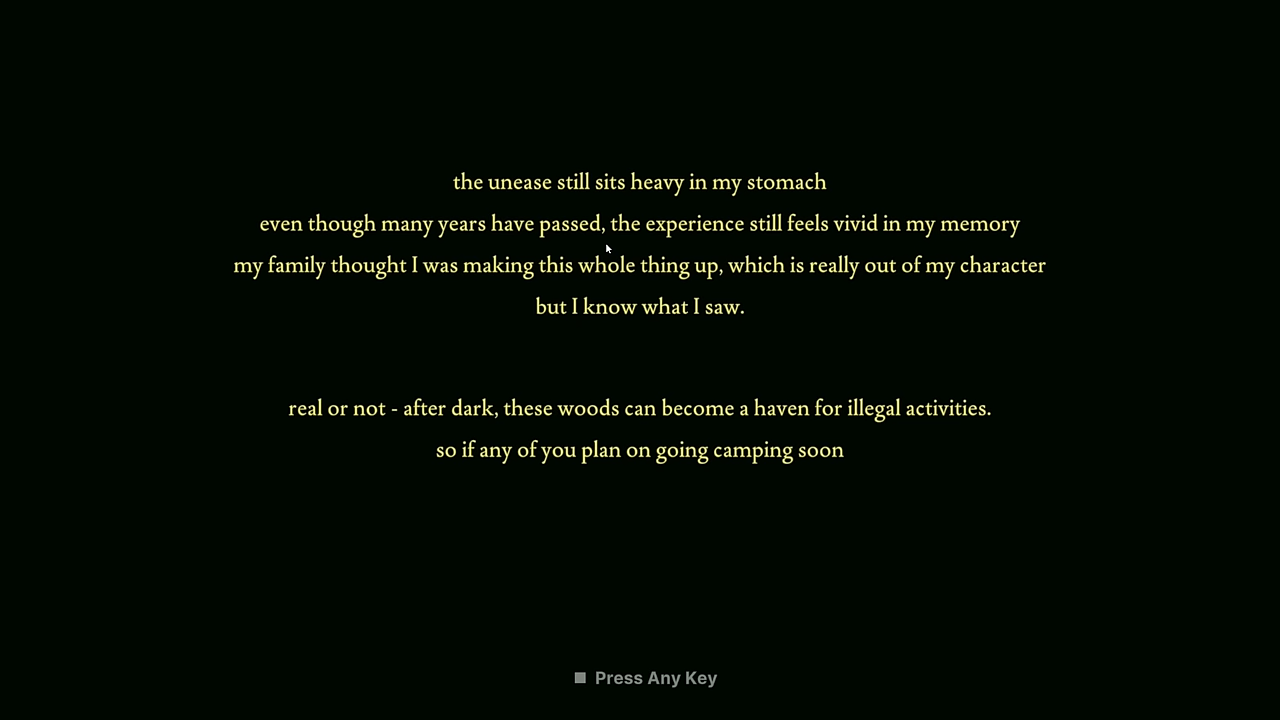 the unease still sits heavy in my stomach
even though many years have passed, the experience still feels vivid in my memory
my family thought I was making this whole thing up, which is really out of my character
but I know what I saw.
real or not - after dark, these woods can become a haven for illegal activities.
so if any of you plan on going camping soon
Press Any Key